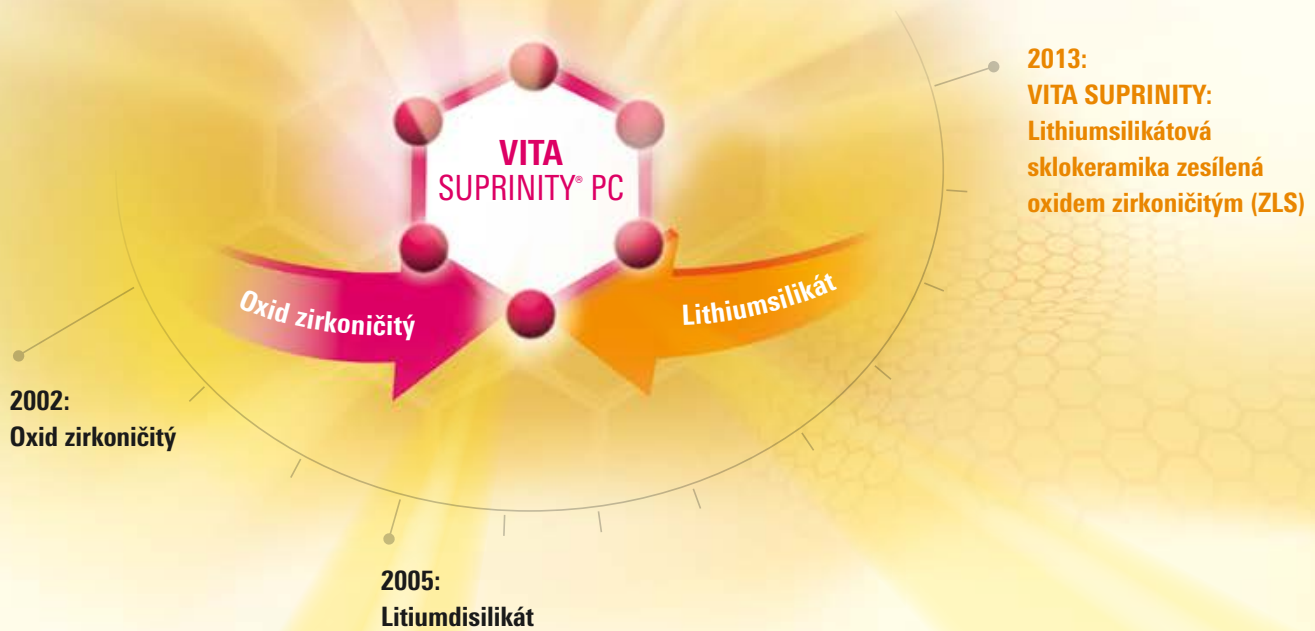 2013:
VITA SUPRINITY:
Lithiumsilikátová
sklokeramika zesílená
oxidem zirkoničitým (ZLS)
VITA
SUPRINITY® PC
Oxid zirkoničitý
Lithiumsilikát
2002:
Oxid zirkoničitý
2005:
Litiumdisilikát